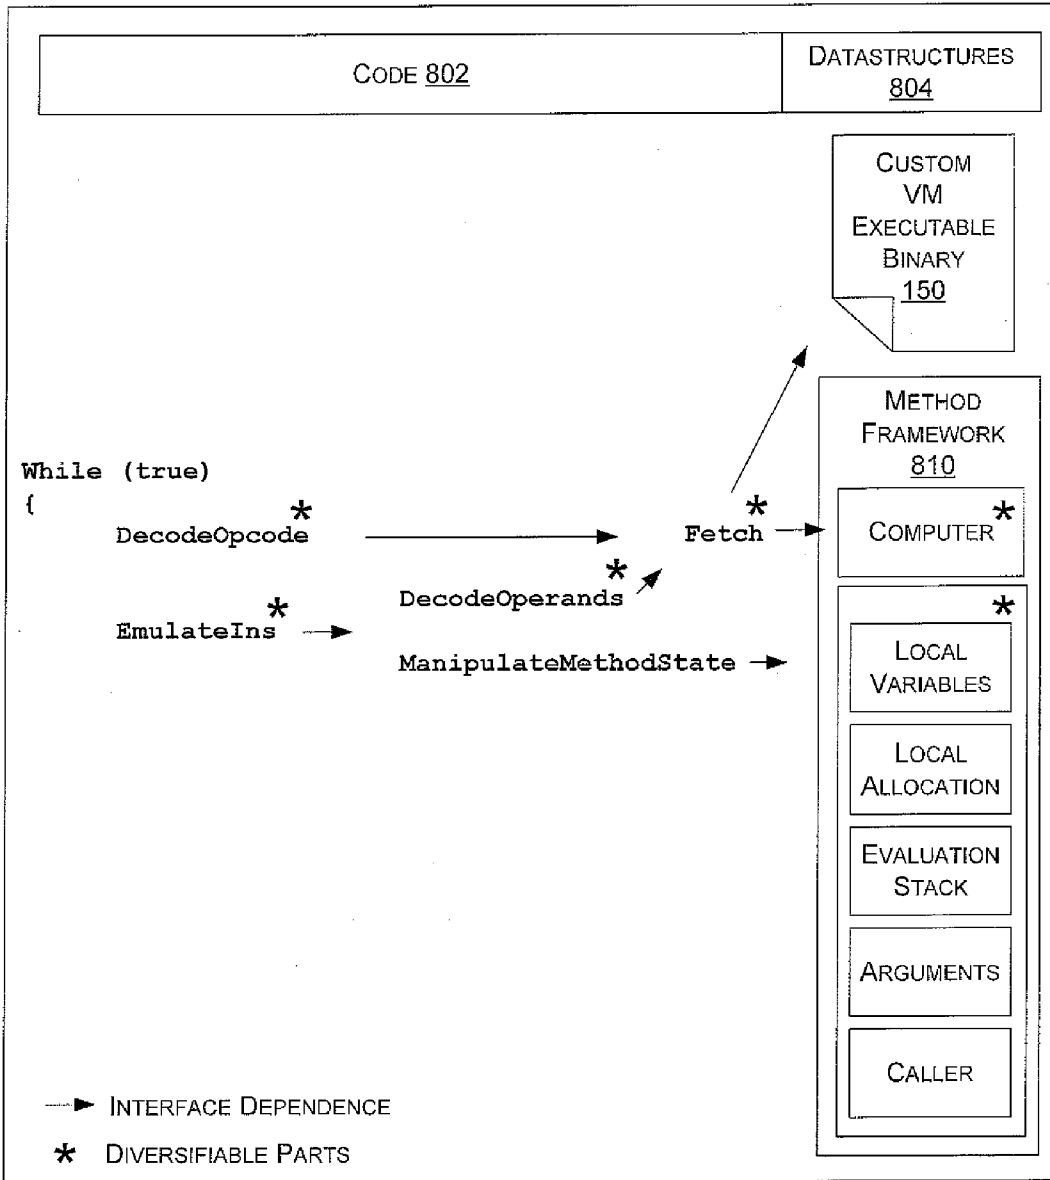 CODE 802
DATASTRUCTURES
804
CUSTOM
VM
EXECUTABLE
BINARY
150
METHOD
FRAMEWORK
810
While (true)
{
DecodeOpcode*
Fetch*
COMPUTER*
DecodeOperands*
*
EmulateIns*
ManipulateMethodState
LOCAL
VARIABLES
LOCAL
ALLOCATION
EVALUATION
STACK
ARGUMENTS
CALLER
INTERFACE DEPENDENCE
* DIVERSIFIABLE PARTS